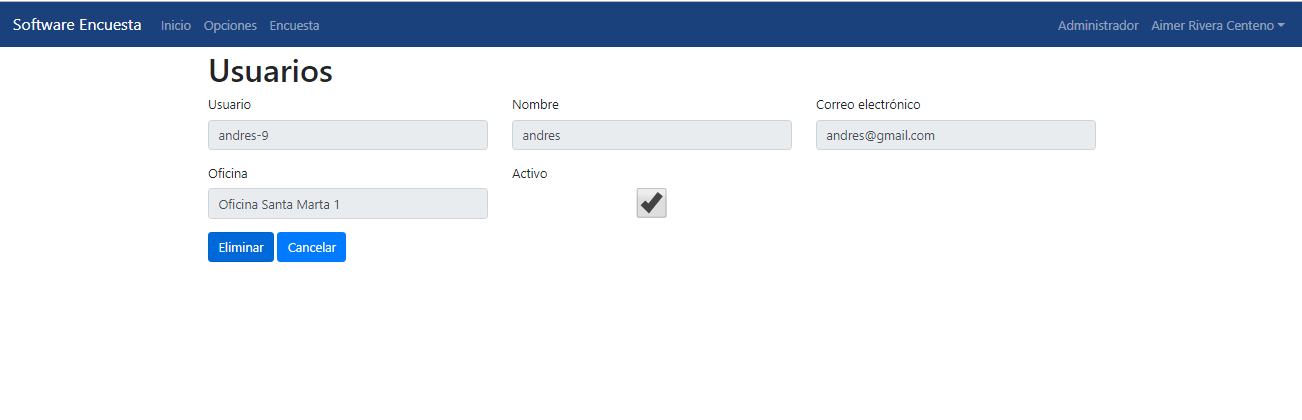 Software Encuesta Inicio Opciones Encuesta Administrador Aimer Rivera Centeno
Usuarios
Usuario Nombre Correo electrónico
andres-9 andres andres@gmail.com
Oficina Activo
Oficina Santa Marta 1
Eliminar Cancelar